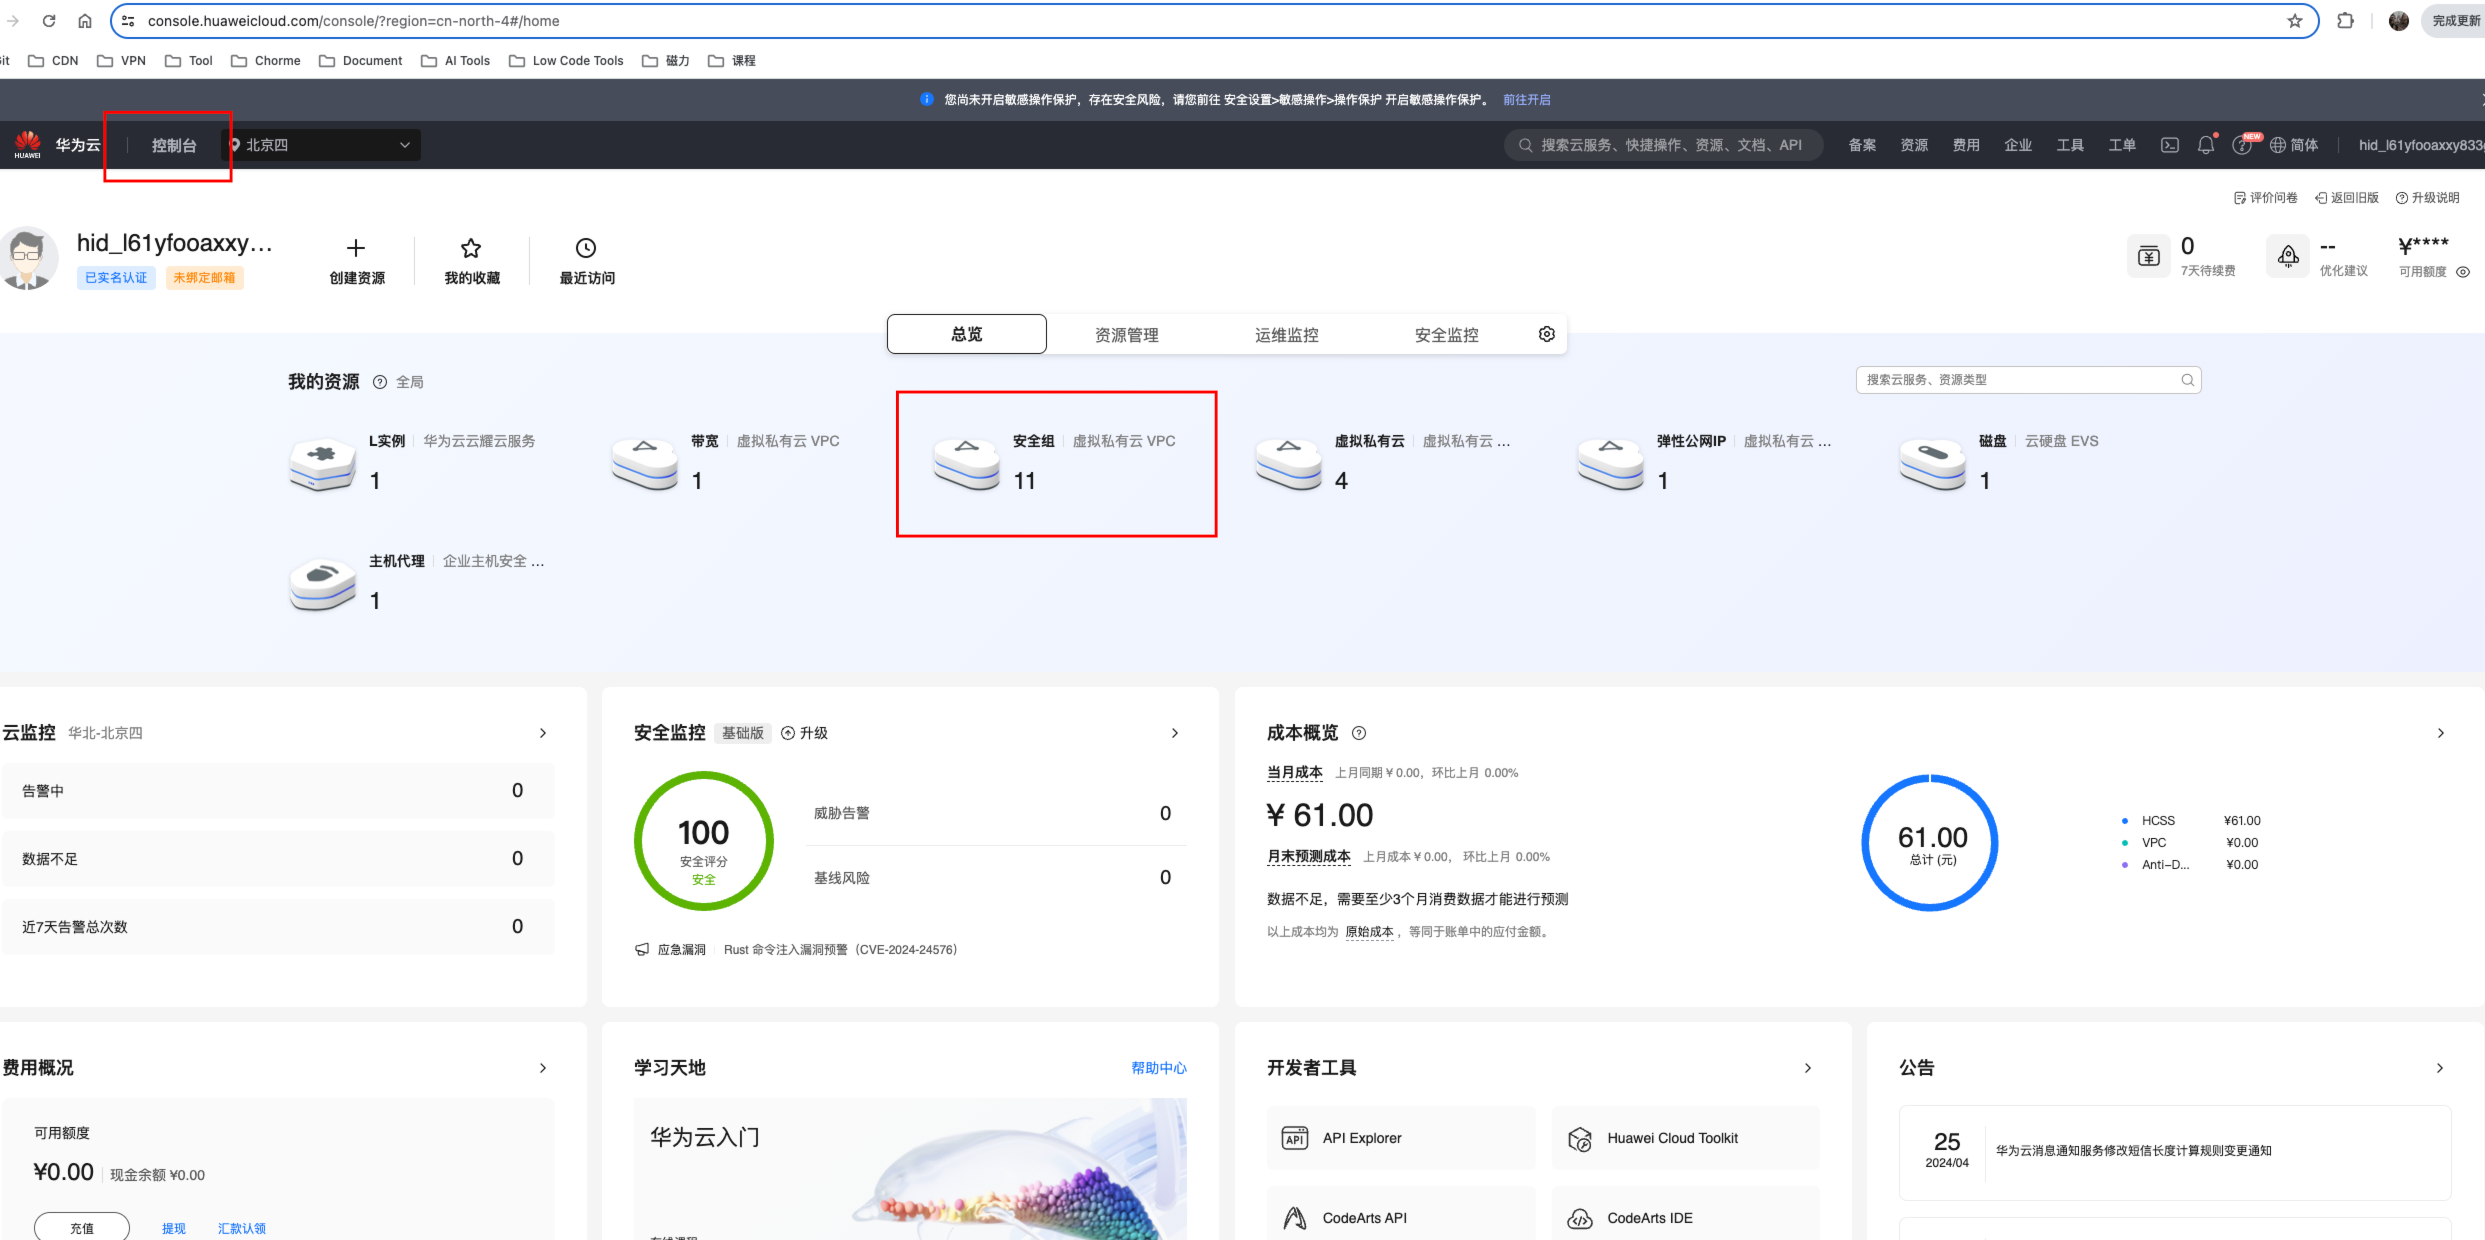 console.huaweicloud.com/console/?region=cn-north-4#/home
完成更新
it CDN VPN Tool Chorme Document AI Tools Low Code Tools 磁力 课程
您尚未开启敏感操作保护，存在安全风险，请您前往 安全设置>敏感操作>操作保护 开启敏感操作保护。 前往开启
HUAWEI 华为云 控制台 北京四 搜索云服务、快捷操作、资源、文档、API 备案 资源 费用 企业 工具 工单 NEW 简体 hid_l61yfooaxxy833
评价问卷 返回旧版 升级说明
hid_l61yfooaxxy...
已实名认证 未绑定邮箱
创建资源 我的收藏 最近访问
0
7天待续费
--
优化建议
¥****
可用额度
总览 资源管理 运维监控 安全监控
我的资源 全局
搜索云服务、资源类型
L实例 华为云云耀云服务
1
带宽 虚拟私有云 VPC
1
安全组 虚拟私有云 VPC
11
虚拟私有云 虚拟私有云 ...
4
弹性公网IP 虚拟私有云 ...
1
磁盘 云硬盘 EVS
1
主机代理 企业主机安全 ...
1
云监控 华北-北京四
告警中 0
数据不足 0
近7天告警总次数 0
安全监控 基础版 升级
100
安全评分
安全
威胁告警 0
基线风险 0
应急漏洞 Rust 命令注入漏洞预警（CVE-2024-24576）
成本概览
当月成本 上月同期 ¥ 0.00，环比上月 0.00%
¥ 61.00
月末预测成本 上月成本 ¥ 0.00， 环比上月 0.00%
数据不足，需要至少3个月消费数据才能进行预测
以上成本均为 原始成本 ，等同于账单中的应付金额。
61.00
总计 (元)
HCSS ¥61.00
VPC ¥0.00
Anti-D... ¥0.00
费用概况
可用额度
¥0.00 现金余额 ¥0.00
充值 提现 汇款认领
学习天地 帮助中心
华为云入门
开发者工具
API
API Explorer Huawei Cloud Toolkit
CodeArts API CodeArts IDE
公告
25
2024/04
华为云消息通知服务修改短信长度计算规则变更通知